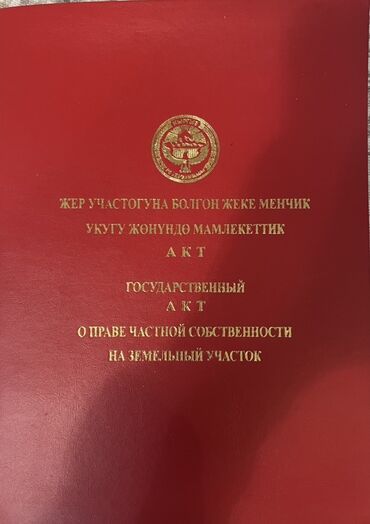 ЖЕР УЧАСТОГУНА БОЛГОН ЖЕКЕ МЕНЧИК
УКУГУ ЖӨНҮНДӨ МАМЛЕКЕТТИК
АКТ
ГОСУДАРСТВЕННЫЙ
АКТ
О ПРАВЕ ЧАСТНОЙ СОБСТВЕННОСТИ
НА ЗЕМЕЛЬНЫЙ УЧАСТОК